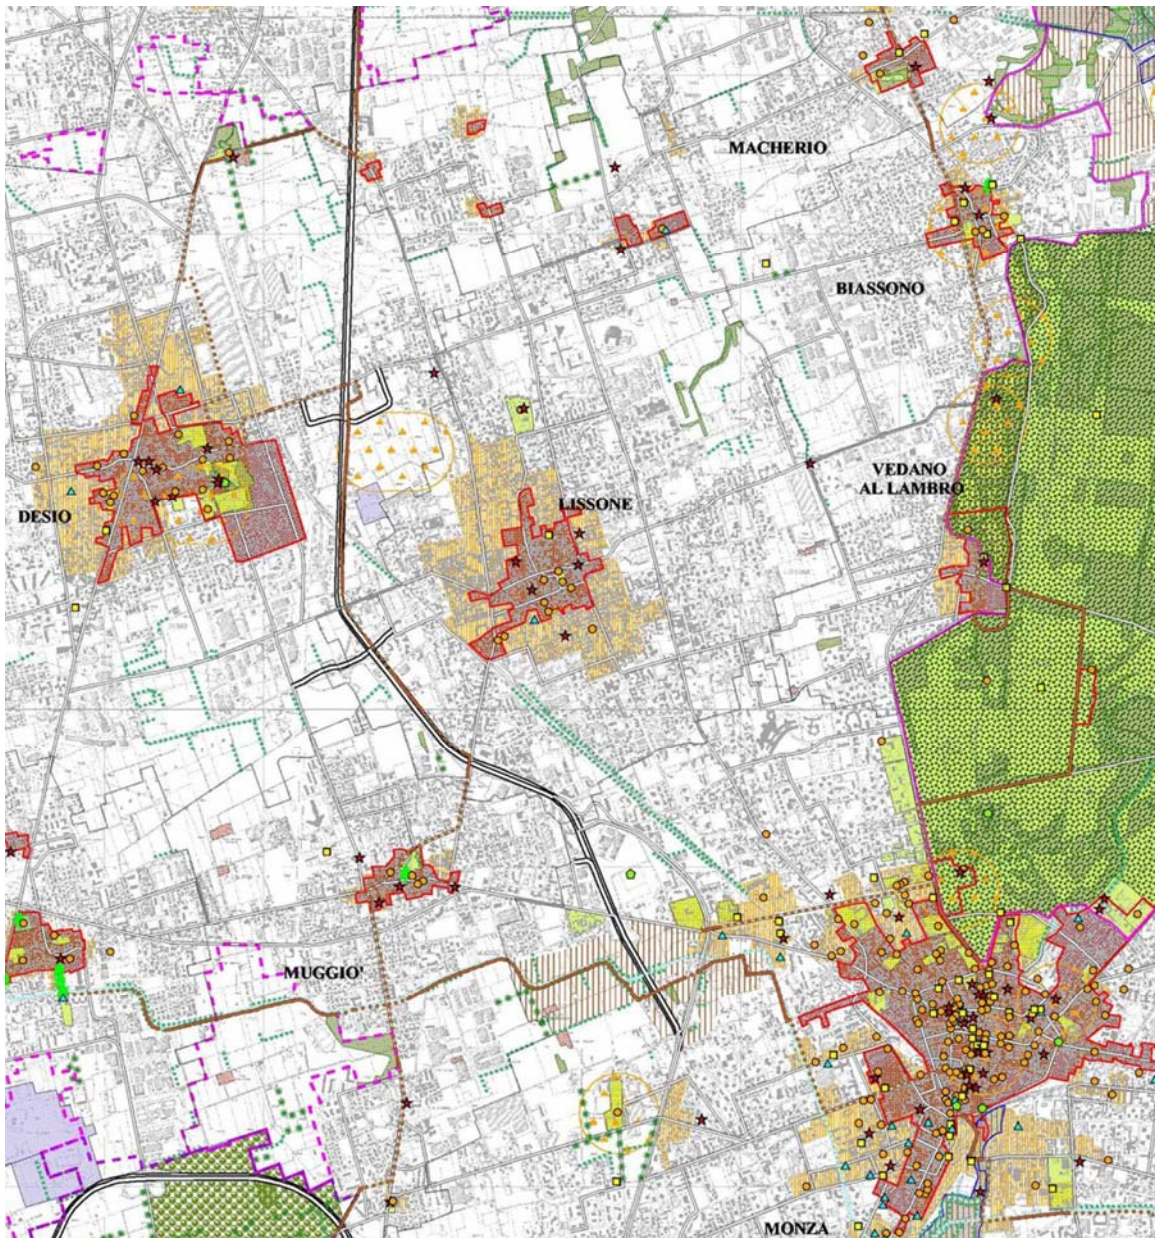 MACHERIO
BIASSONO
VEDANO
AL LAMBRO
DESIO
LISSONE
MUGGIO'
MONZA